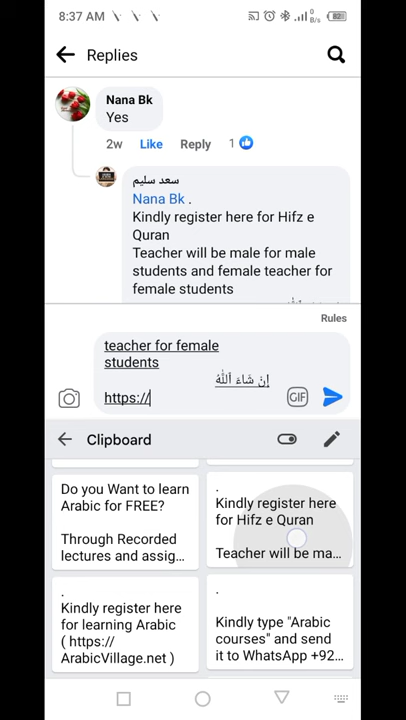 8:37 AM
0
B/s
82
Replies
Nana Bk
Yes
2w Like Reply 1
سعد سليم
Nana Bk .
Kindly register here for Hifz e
Quran
Teacher will be male for male
students and female teacher for
female students
Rules
teacher for female
students
إِنْ شَاءَ ٱللّٰهُ
https://
GIF
Clipboard
Do you Want to learn
Arabic for FREE?
Through Recorded
lectures and assig...
.
Kindly register here
for Hifz e Quran
Teacher will be ma...
.
Kindly register here
for learning Arabic
( https://
ArabicVillage.net )
.
Kindly type "Arabic
courses" and send
it to WhatsApp +92...